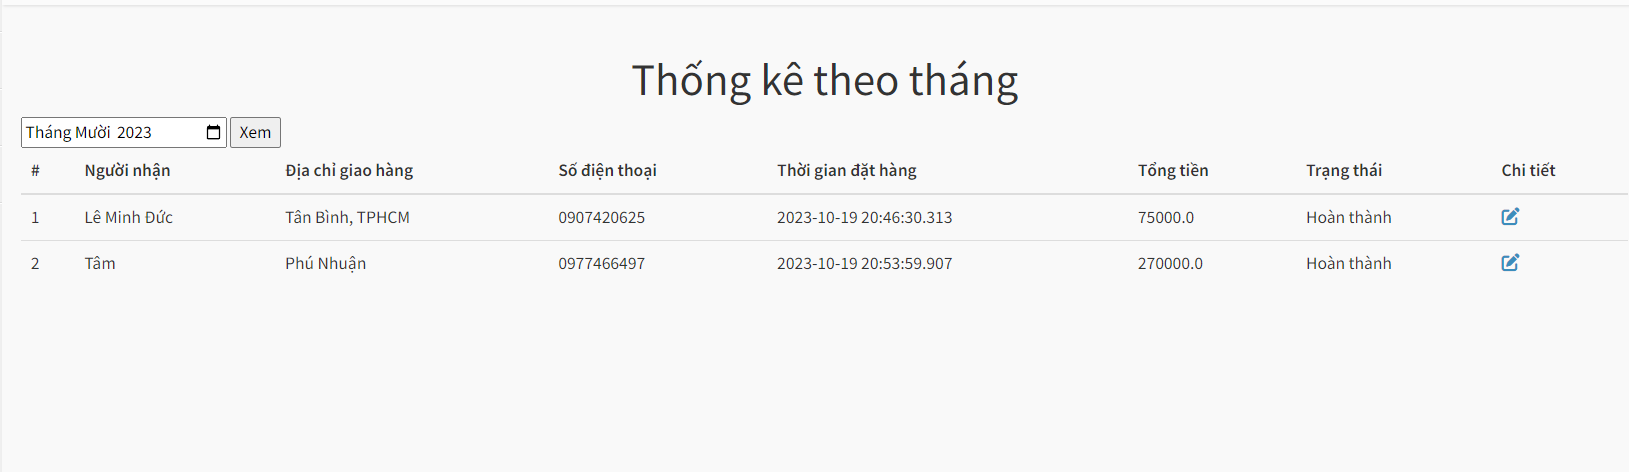 Thống kê theo tháng
Tháng Mười 2023 Xem
# Người nhận Địa chỉ giao hàng Số điện thoại Thời gian đặt hàng Tổng tiền Trạng thái Chi tiết
1 Lê Minh Đức Tân Bình, TPHCM 0907420625 2023-10-19 20:46:30.313 75000.0 Hoàn thành
2 Tâm Phú Nhuận 0977466497 2023-10-19 20:53:59.907 270000.0 Hoàn thành